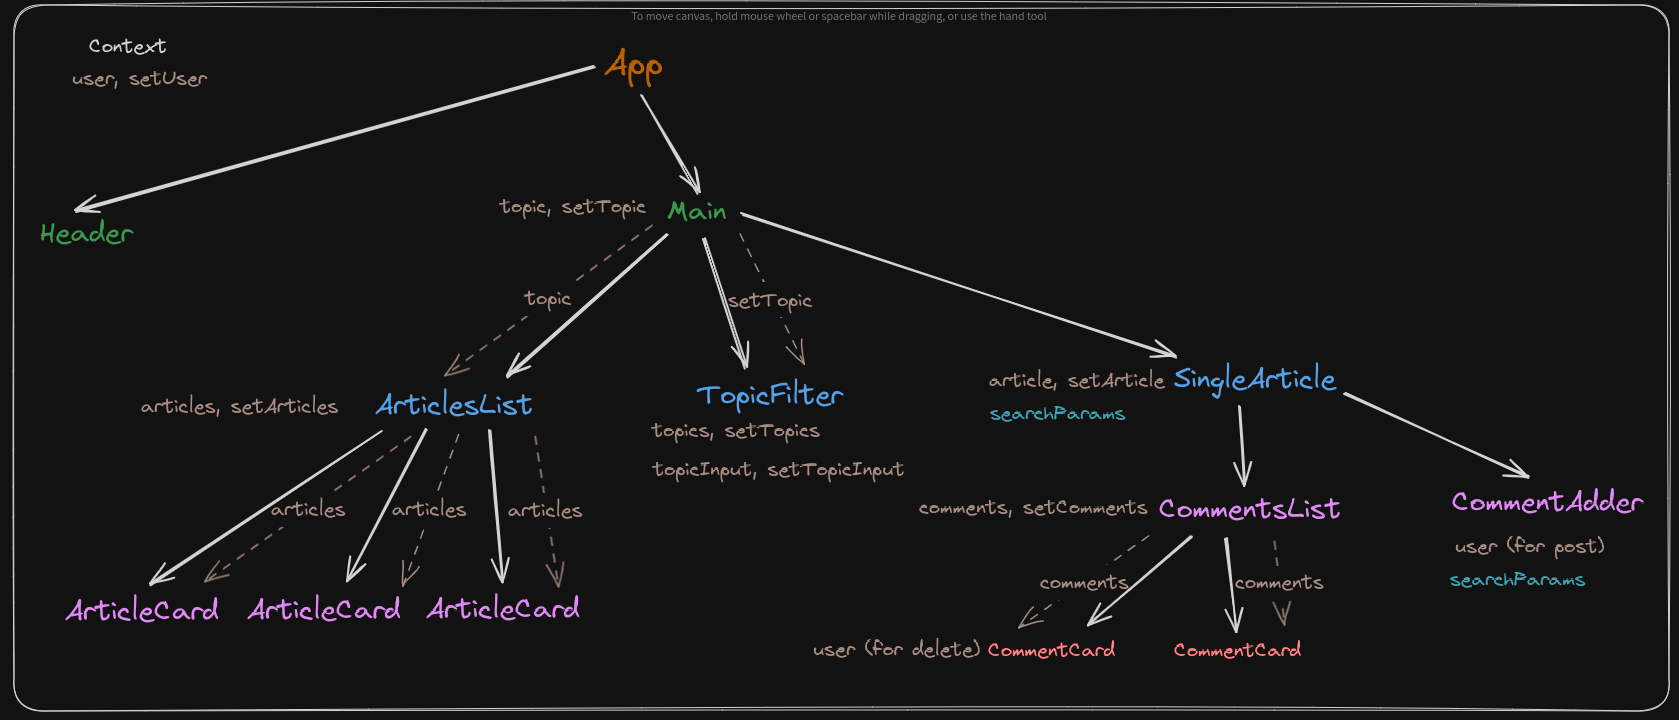 To move canvas, hold mouse wheel or spacebar while dragging, or use the hand tool
Context
user, setUser
App
Header
topic, setTopic
Main
topic
setTopic
articles, setArticles
ArticlesList
TopicFilter
topics, setTopics
topicInput, setTopicInput
article, setArticle
SingleArticle
searchParams
articles
articles
articles
comments, setComments
CommentsList
CommentAdder
user (for post)
searchParams
comments
comments
ArticleCard
ArticleCard
ArticleCard
user (for delete)
CommentCard
CommentCard